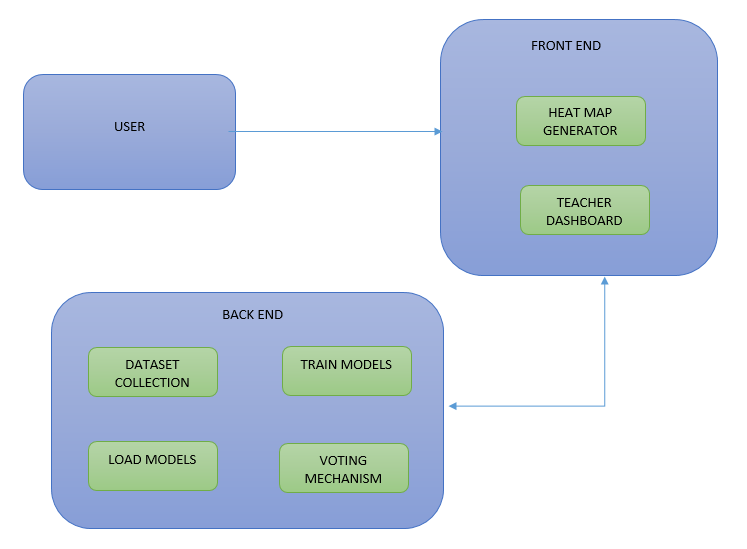 FRONT END
HEAT MAP
GENERATOR
USER
TEACHER
DASHBOARD
BACK END
DATASET
COLLECTION
TRAIN MODELS
LOAD MODELS
VOTING
MECHANISM